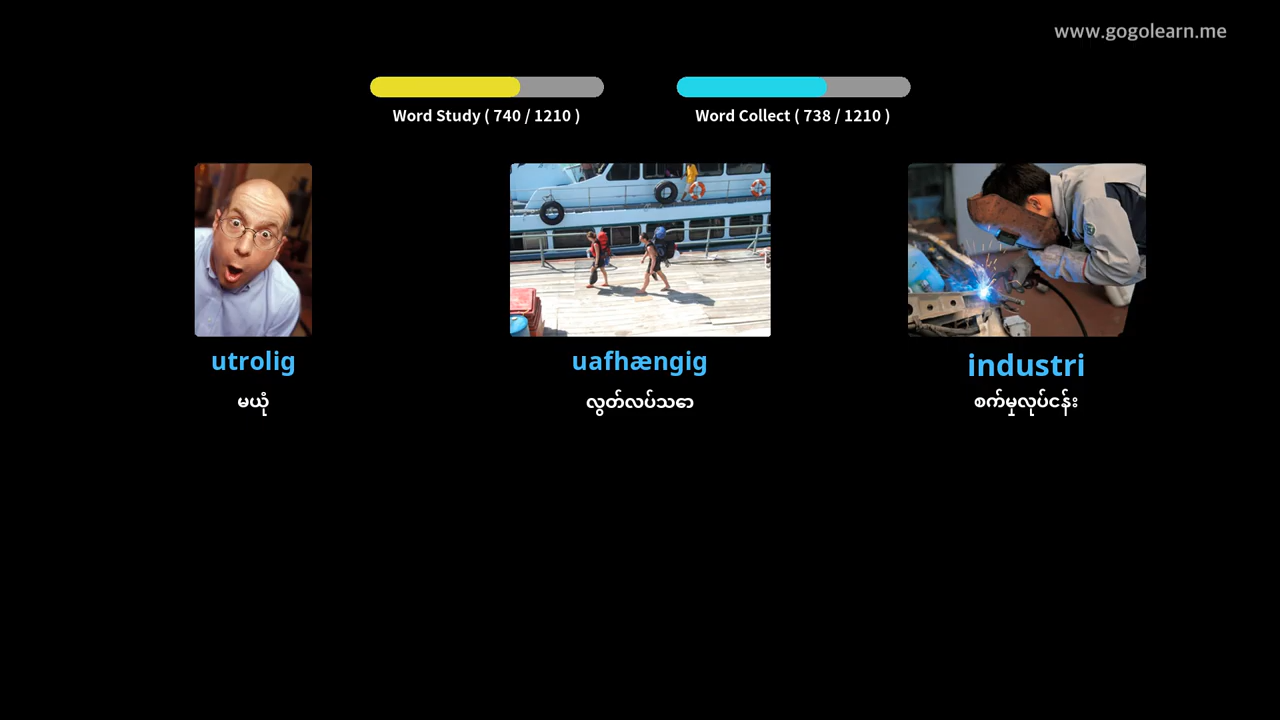 www.gogolearn.me
Word Study ( 740 / 1210 )
Word Collect ( 738 / 1210 )
utrolig
uafhængig
industri
မယုံ
လွတ်လပ်သော
စက်မှုလုပ်ငန်း